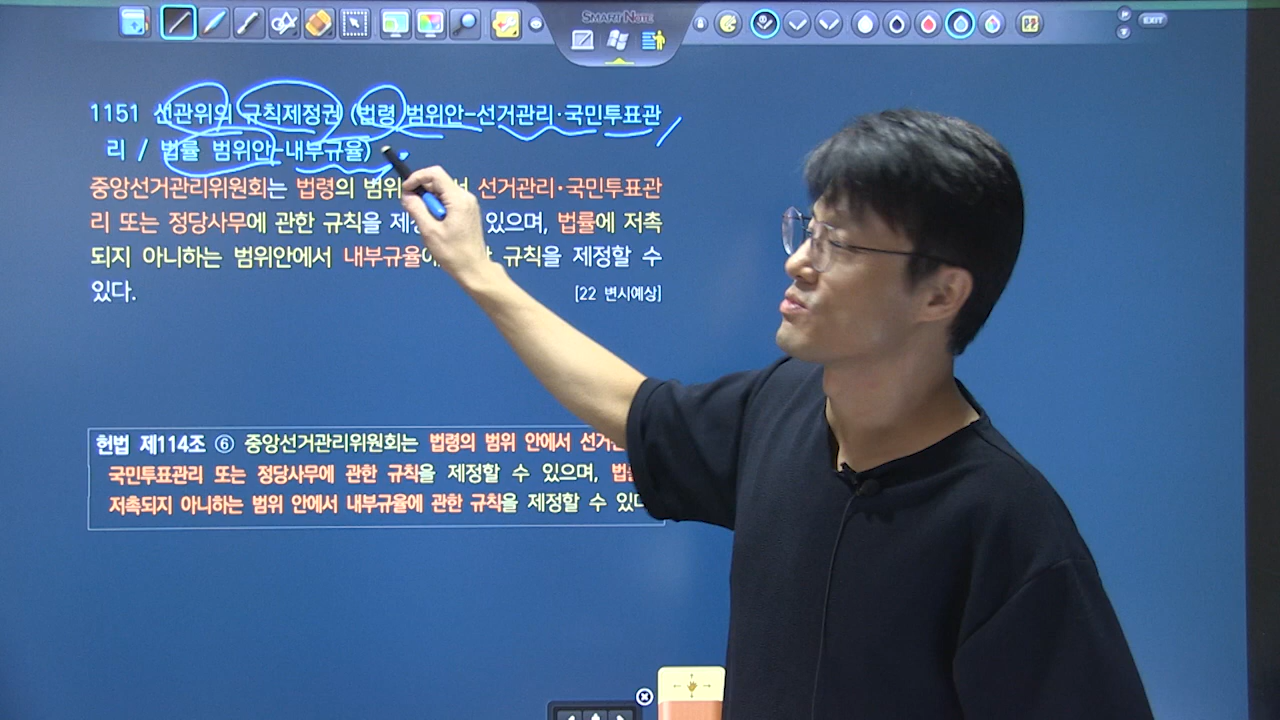 SMART NOTE
EXIT
1151 선관위의 규칙제정권 (법령 범위안-선거관리·국민투표관
리 / 법률 범위안-내부규율)
중앙선거관리위원회는 법령의 범위 선거관리·국민투표관
리 또는 정당사무에 관한 규칙을 있으며, 법률에 저촉
되지 아니하는 범위안에서 내부규율 규칙을 제정할 수
있다. [22 변시예상]
헌법 제114조 ⑥ 중앙선거관리위원회는 법령의 범위 안에서
국민투표관리 또는 정당사무에 관한 규칙을 제정할 수 있으며,
저촉되지 아니하는 범위 안에서 내부규율에 관한 규칙을 제정할 수